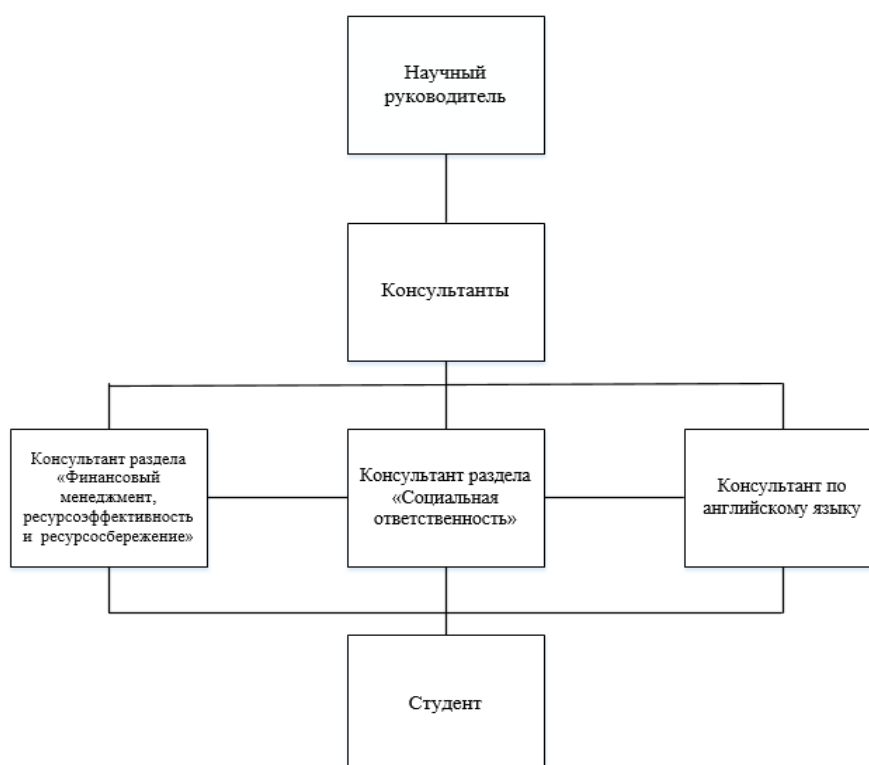 Научный
руководитель
Консультанты
Консультант раздела
«Финансовый
менеджмент,
ресурсоэффективность
и ресурсосбережение»
Консультант раздела
«Социальная
ответственность»
Консультант по
английскому языку
Студент